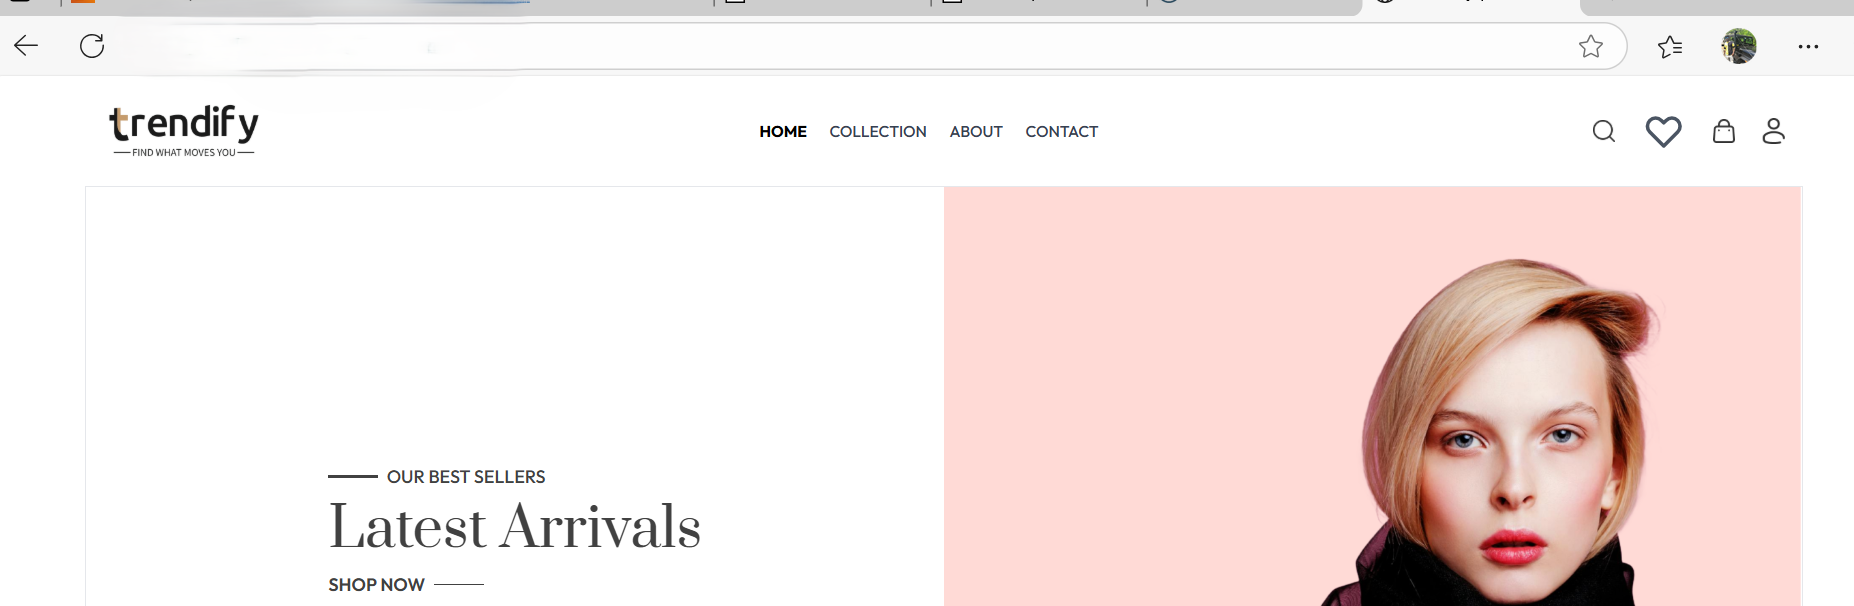 trendify
FIND WHAT MOVES YOU
HOME COLLECTION ABOUT CONTACT
OUR BEST SELLERS
Latest Arrivals
SHOP NOW